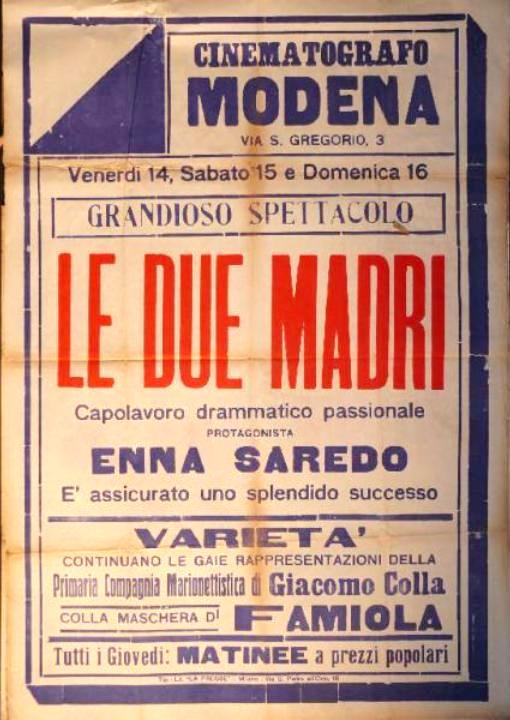 CINEMATOGRAFO
MODENA
VIA S. GREGORIO, 3
Venerdì 14, Sabato 15 e Domenica 16
GRANDIOSO SPETTACOLO
LE DUE MADRI
Capolavoro drammatico passionale
PROTAGONISTA
ENNA SAREDO
E' assicurato uno splendido successo
VARIETA'
CONTINUANO LE GAIE RAPPRESENTAZIONI DELLA
Primaria Compagnia Marionettistica di Giacomo Colla
COLLA MASCHERA DI FAMIOLA
Tutti i Giovedì: MATINEE a prezzi popolari